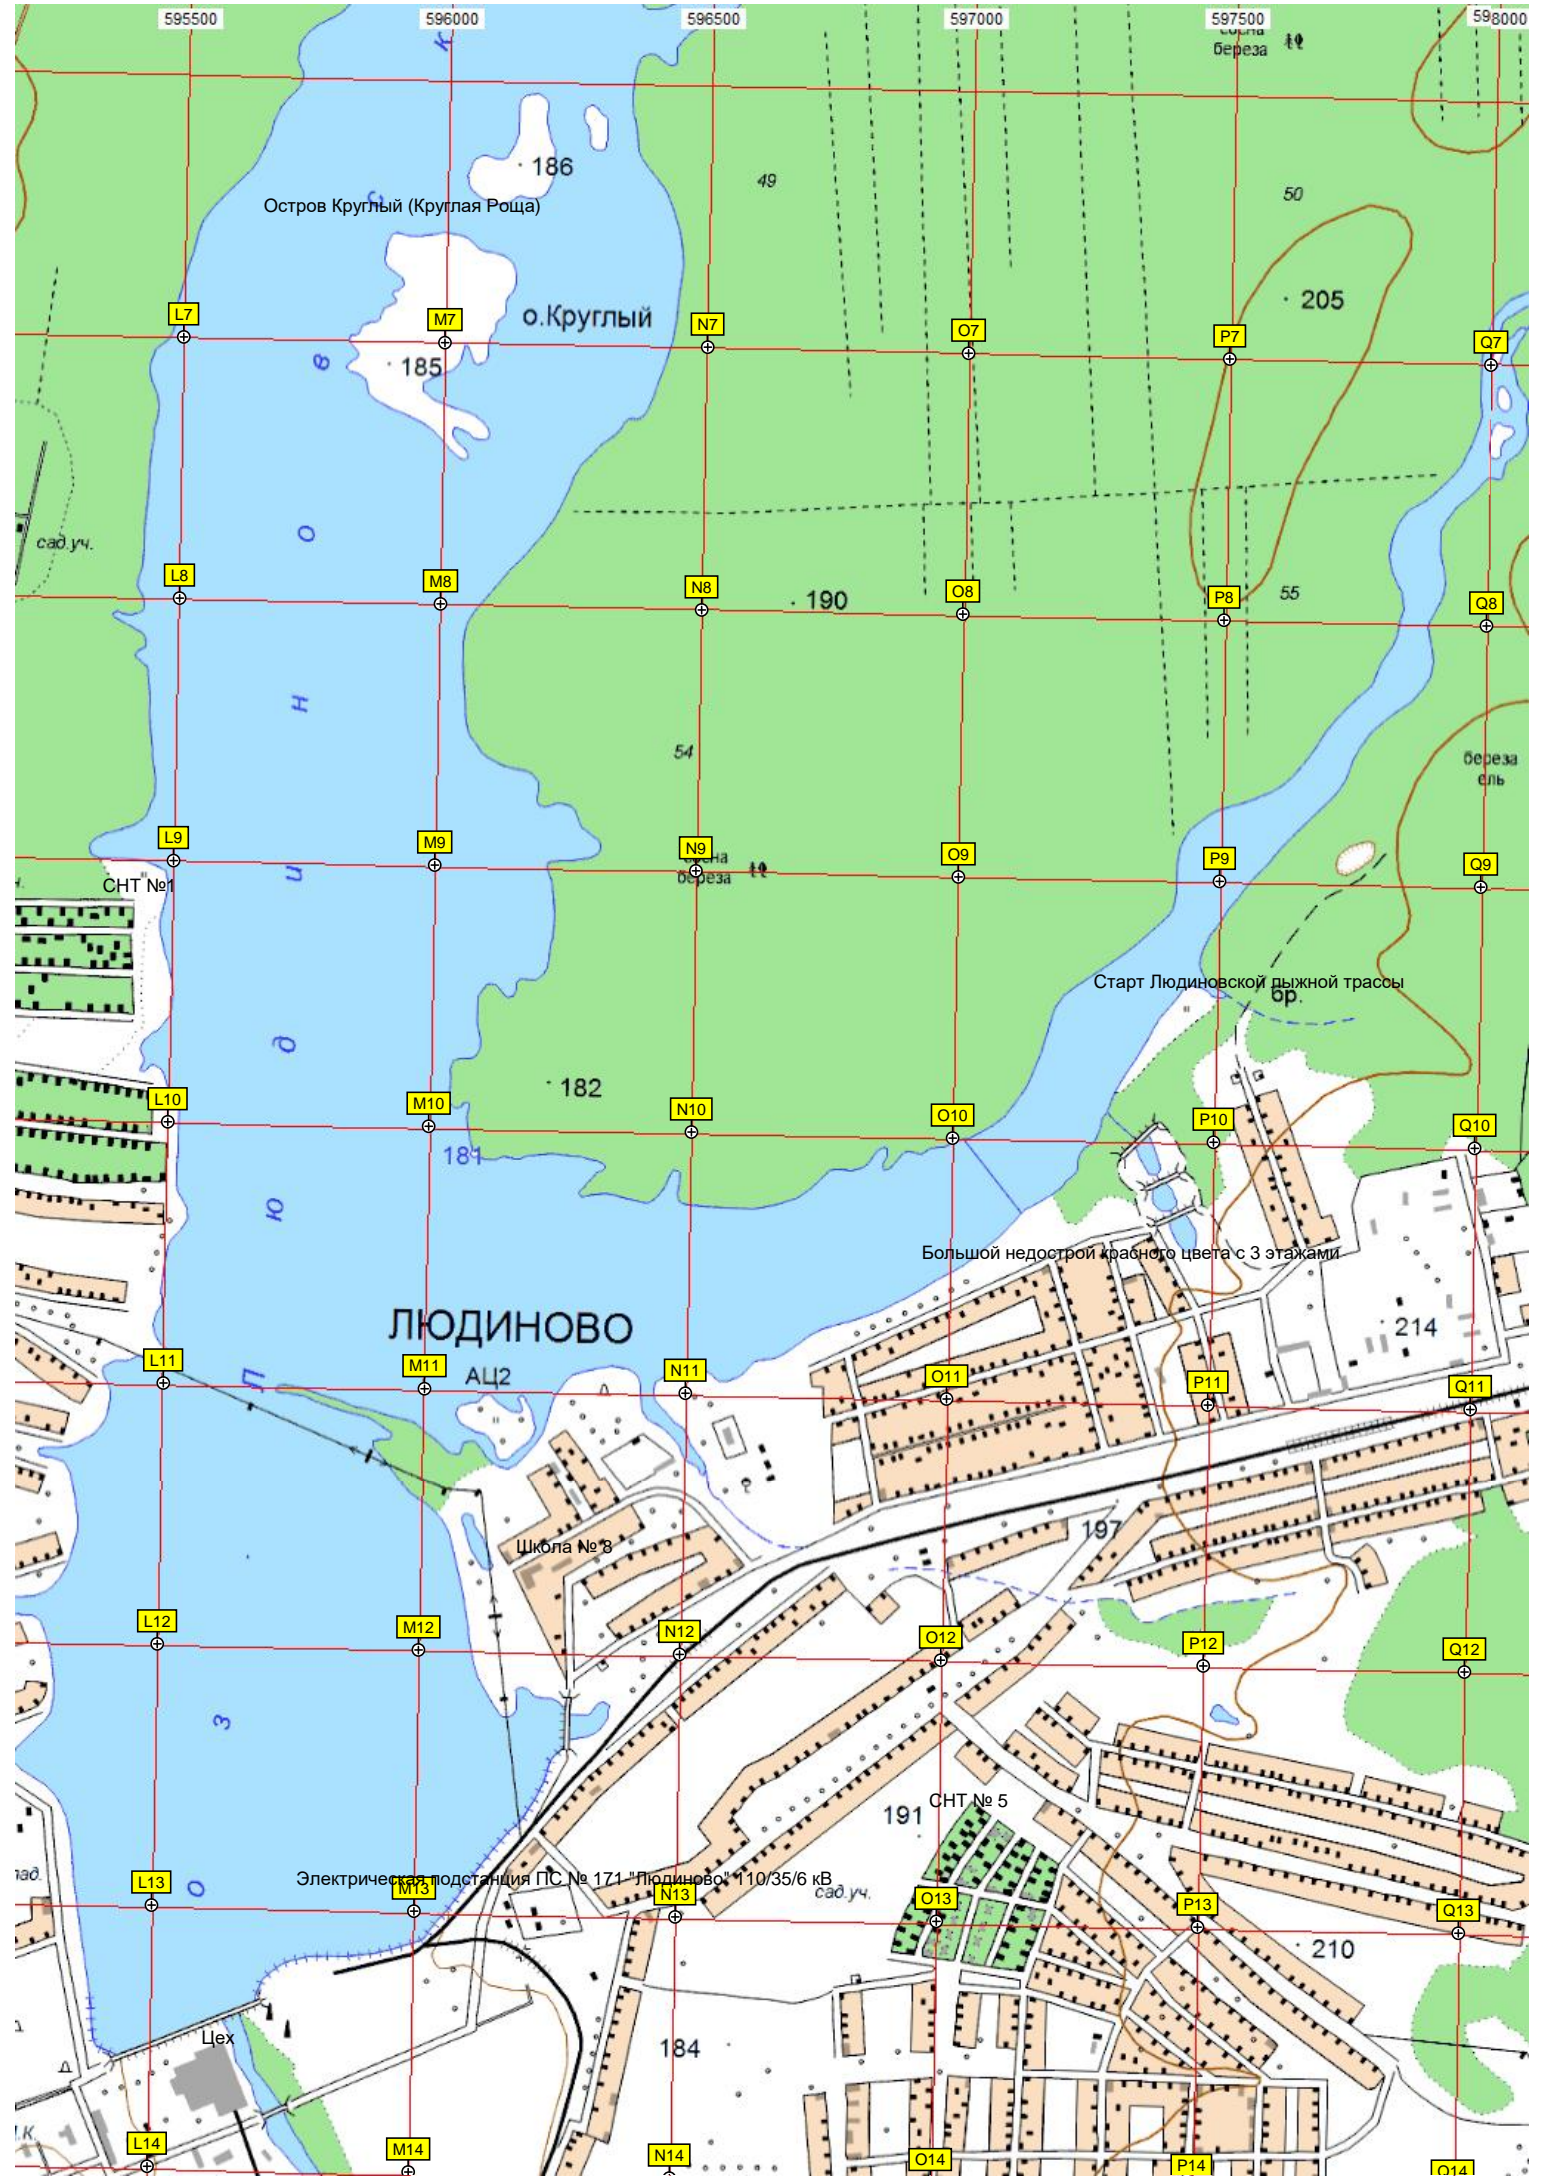 595500 596000 596500 597000 597500 598000
к
сосна
береза
186
49
50
с
Остров Круглый (Круглая Роща)
205
L7 M7 о.Круглый N7 O7 P7 Q7
185
в
о
сад.уч.
L8 M8 N8 190 O8 P8 55 Q8
н
54
береза
ель
L9 M9 N9 O9 P9 Q9
сосна
береза
СНТ №1
и
Старт Людиновской лыжной трассы
бр.
д
182
L10 M10 N10 O10 P10 Q10
181
ю
Большой недострой красного цвета с 3 этажами
ЛЮДИНОВО
214
L11 M11 АЦ2 N11 O11 P11 Q11
Л
197
Школа № 8
L12 M12 N12 O12 P12 Q12
з
СНТ № 5
191
Электрическая подстанция ПС № 171 "Людиново" 110/35/6 кВ
сад.уч.
L13 M13 N13 O13 P13 Q13
о
210
Цех
184
L14 M14 N14 O14 P14 Q14